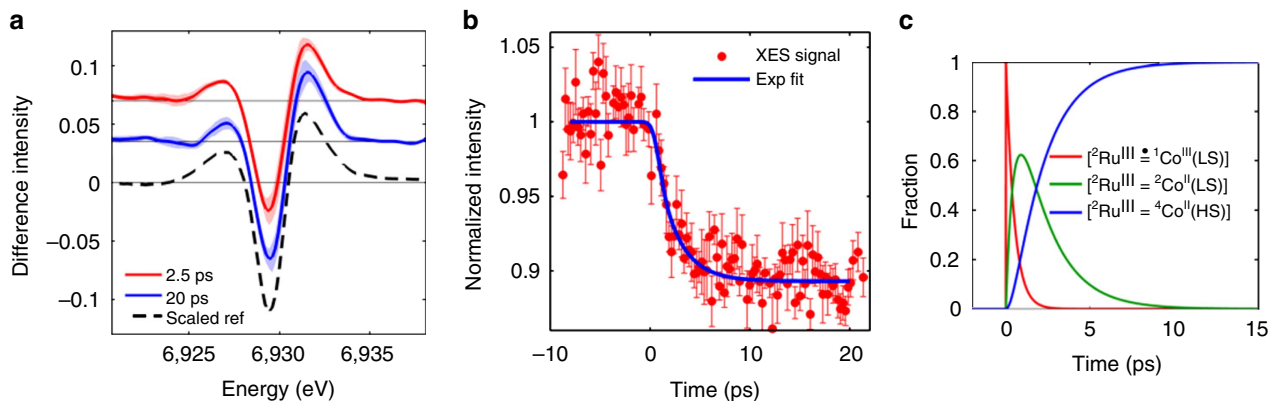 a
Difference intensity
0.1
0.05
0
−0.05
−0.1
2.5 ps
20 ps
Scaled ref
6,925
6,930
6,935
Energy (eV)
b
Normalized intensity
1.05
1
0.95
0.9
XES signal
Exp fit
−10
0
10
20
Time (ps)
c
Fraction
1
0.8
0.6
0.4
0.2
0
[²Ruᴵᴵᴵ ≐ ¹Coᴵᴵᴵ(LS)]
[²Ruᴵᴵᴵ = ²Coᴵᴵ(LS)]
[²Ruᴵᴵᴵ = ⁴Coᴵᴵ(HS)]
0
5
10
15
Time (ps)